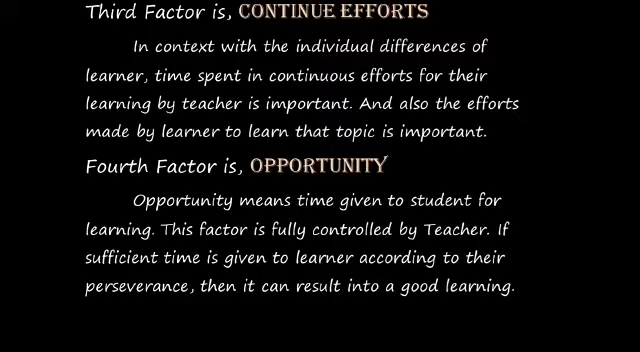 Third Factor is, CONTINUE EFFORTS
In context with the individual differences of
learner, time spent in continuous efforts for their
learning by teacher is important. And also the efforts
made by learner to learn that topic is important.
Fourth Factor is, OPPORTUNITY
Opportunity means time given to student for
learning. This factor is fully controlled by Teacher. If
sufficient time is given to learner according to their
perseverance, then it can result into a good learning.